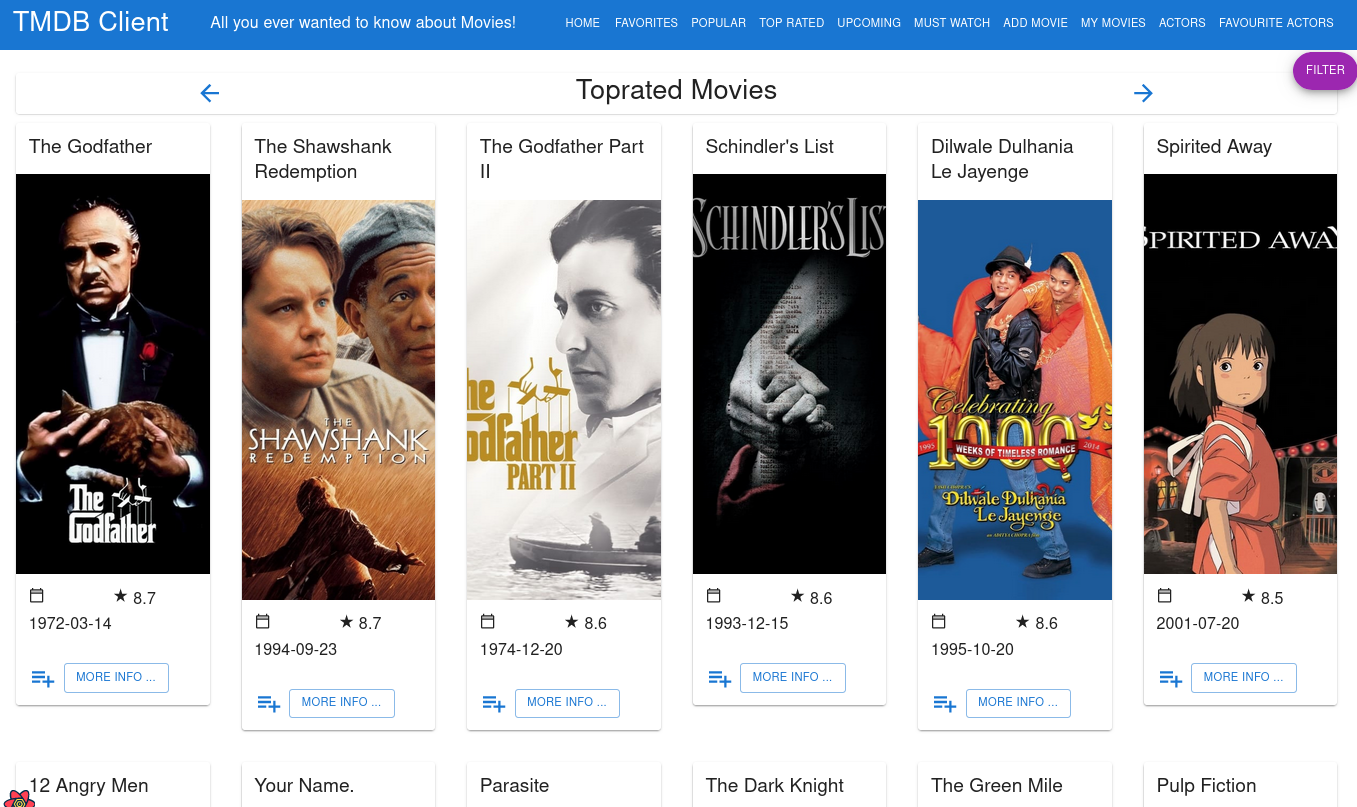 TMDB Client
All you ever wanted to know about Movies!
HOME FAVORITES POPULAR TOP RATED UPCOMING MUST WATCH ADD MOVIE MY MOVIES ACTORS FAVOURITE ACTORS
FILTER
Toprated Movies
The Godfather
The
Godfather
8.7
1972-03-14
MORE INFO ...
The Shawshank
Redemption
THE
SHAWSHANK
REDEMPTION
8.7
1994-09-23
MORE INFO ...
The Godfather Part
II
he
odfather
PART II
8.6
1974-12-20
MORE INFO ...
Schindler's List
SCHINDLER'S LIS
8.6
1993-12-15
MORE INFO ...
Dilwale Dulhania
Le Jayenge
Celebrating
1000
1995 WEEKS OF TIMELESS ROMANCE 2014
Dilwale Dulhania
Le Jayenge
8.6
1995-10-20
MORE INFO ...
Spirited Away
SPIRITED AWAY
8.5
2001-07-20
MORE INFO ...
12 Angry Men
Your Name.
Parasite
The Dark Knight
The Green Mile
Pulp Fiction